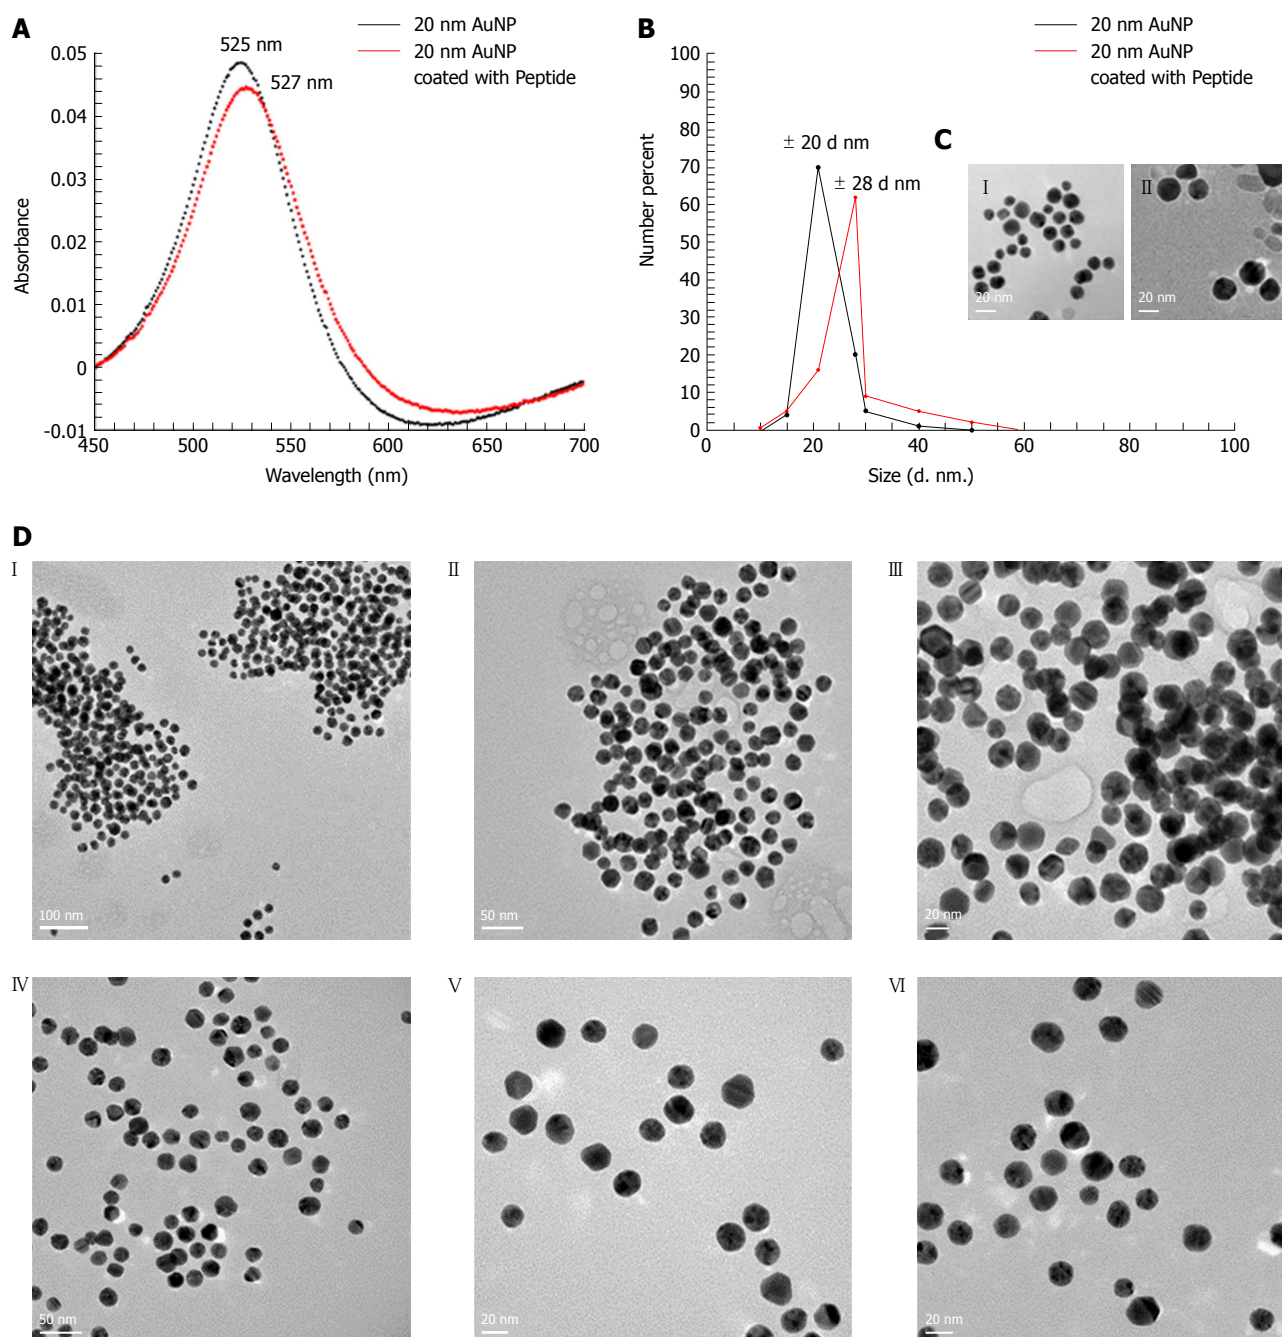 A
20 nm AuNP
20 nm AuNP
coated with Peptide
525 nm
527 nm
0.05
0.04
0.03
0.02
0.01
0
-0.01
Absorbance
450
500
550
600
650
700
Wavelength (nm)
B
20 nm AuNP
20 nm AuNP
coated with Peptide
100
90
80
70
60
50
40
30
20
10
0
Number percent
± 20 d nm
± 28 d nm
0
20
40
60
80
100
Size (d. nm.)
C
I
20 nm
II
20 nm
D
I
100 nm
II
50 nm
III
20 nm
IV
50 nm
V
20 nm
VI
20 nm